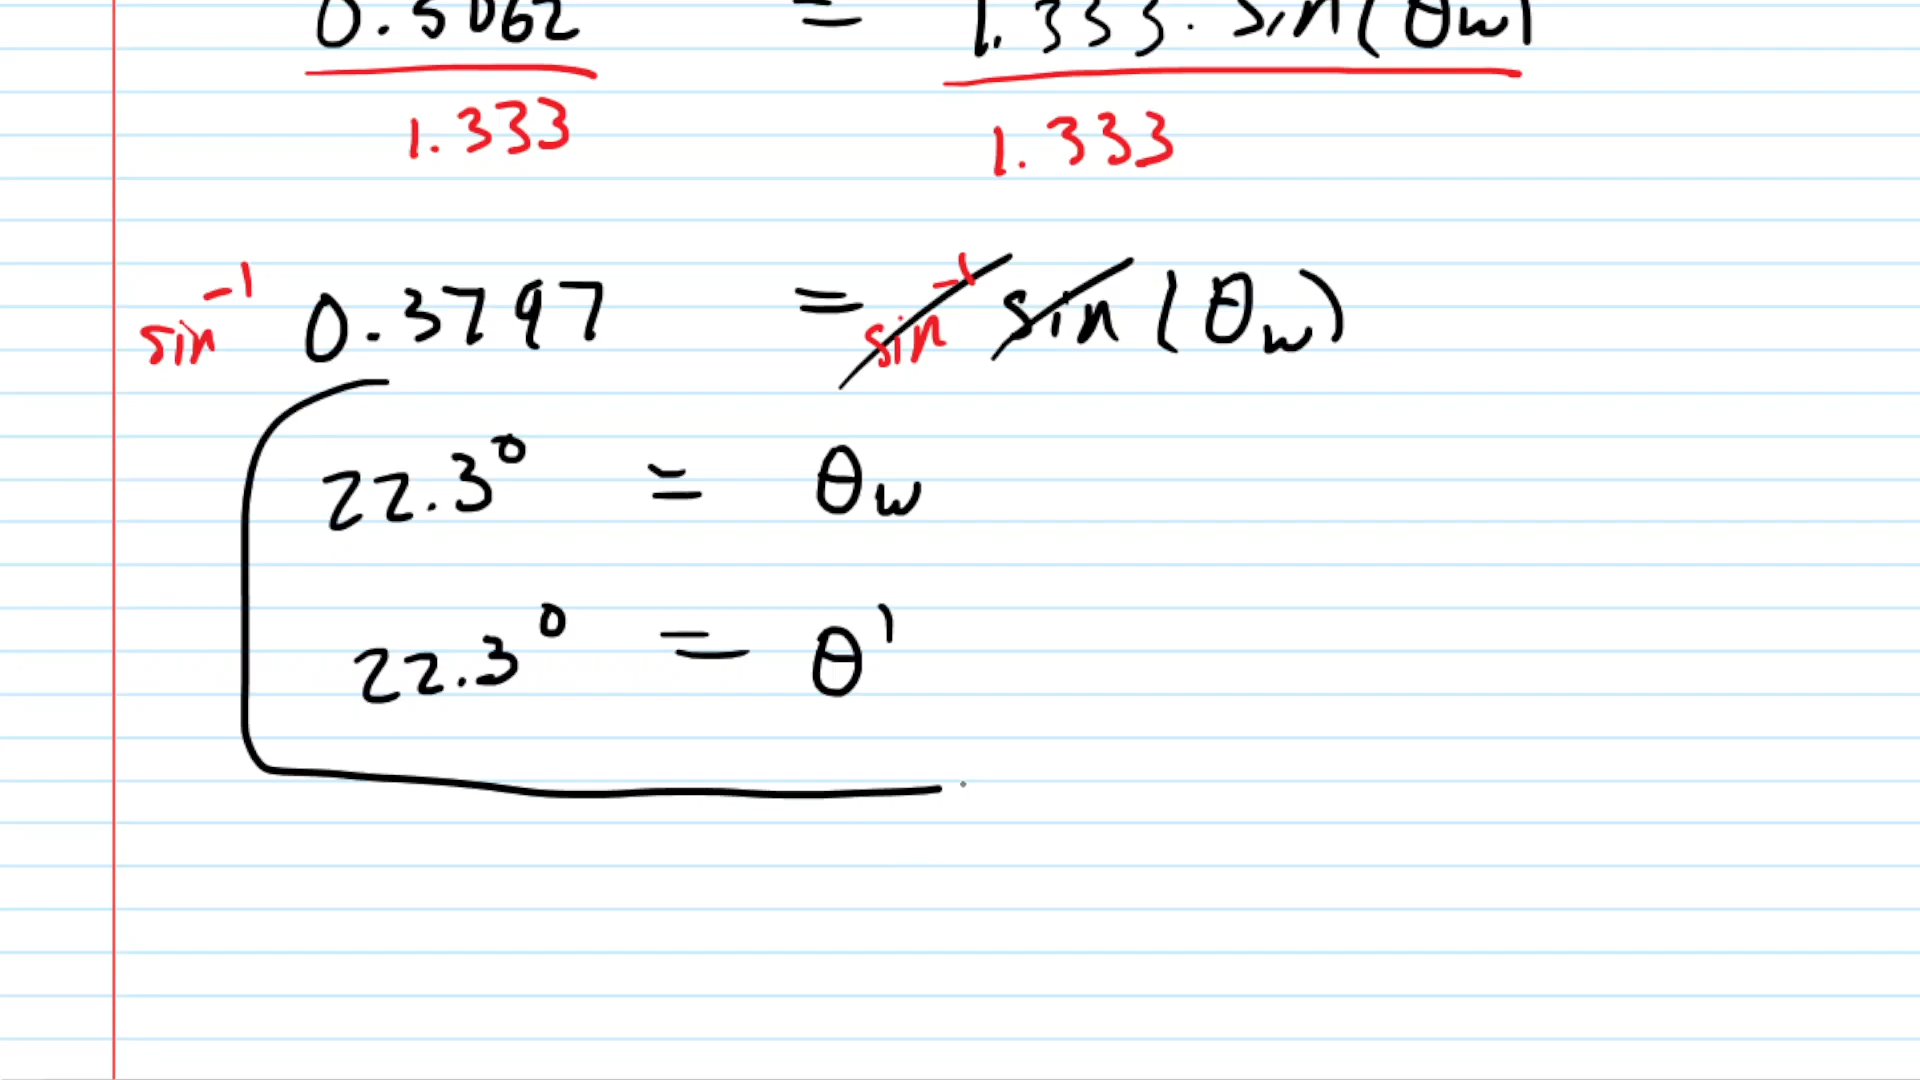 0.5062 = 1.333 · sin(θw)
1.333 1.333
sin⁻¹ 0.3797 = sin⁻¹ sin(θw)
22.3° = θw
22.3° = θ'